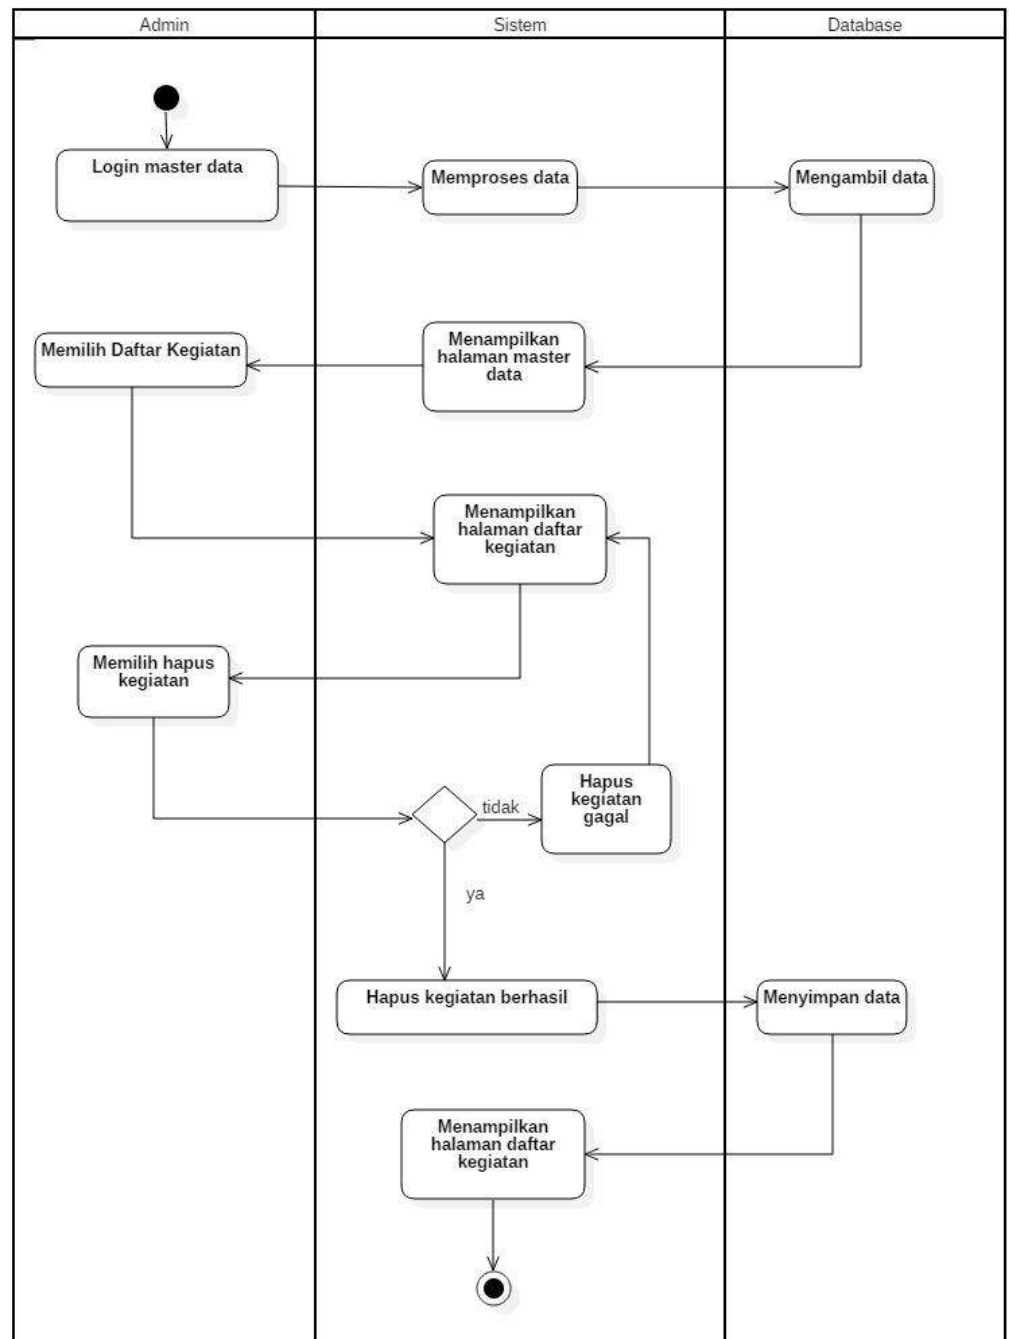 Admin
Sistem
Database
Login master data
Memproses data
Mengambil data
Memilih Daftar Kegiatan
Menampilkan
halaman master
data
Menampilkan
halaman daftar
kegiatan
Memilih hapus
kegiatan
tidak
Hapus
kegiatan
gagal
ya
Hapus kegiatan berhasil
Menyimpan data
Menampilkan
halaman daftar
kegiatan